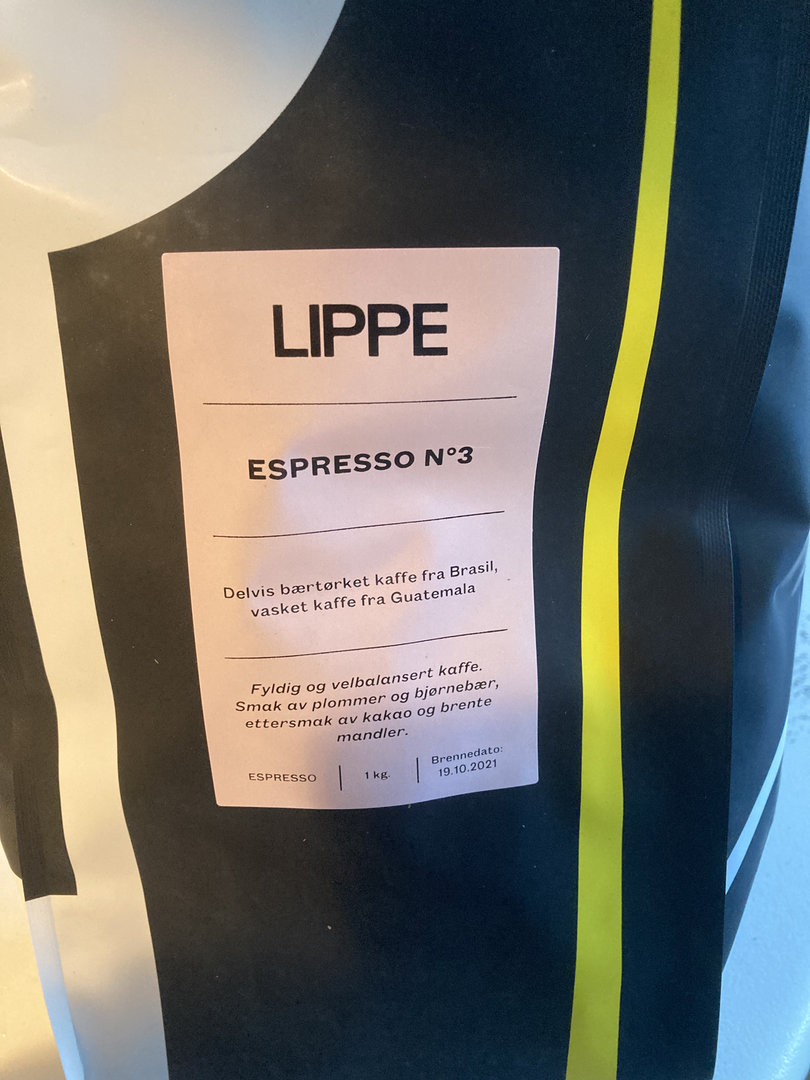 LIPPE
ESPRESSO N°3
Delvis bærtørket kaffe fra Brasil,
vasket kaffe fra Guatemala
Fyldig og velbalansert kaffe.
Smak av plommer og bjørnebær,
ettersmak av kakao og brente
mandler.
ESPRESSO
1 kg.
Brennedato:
19.10.2021